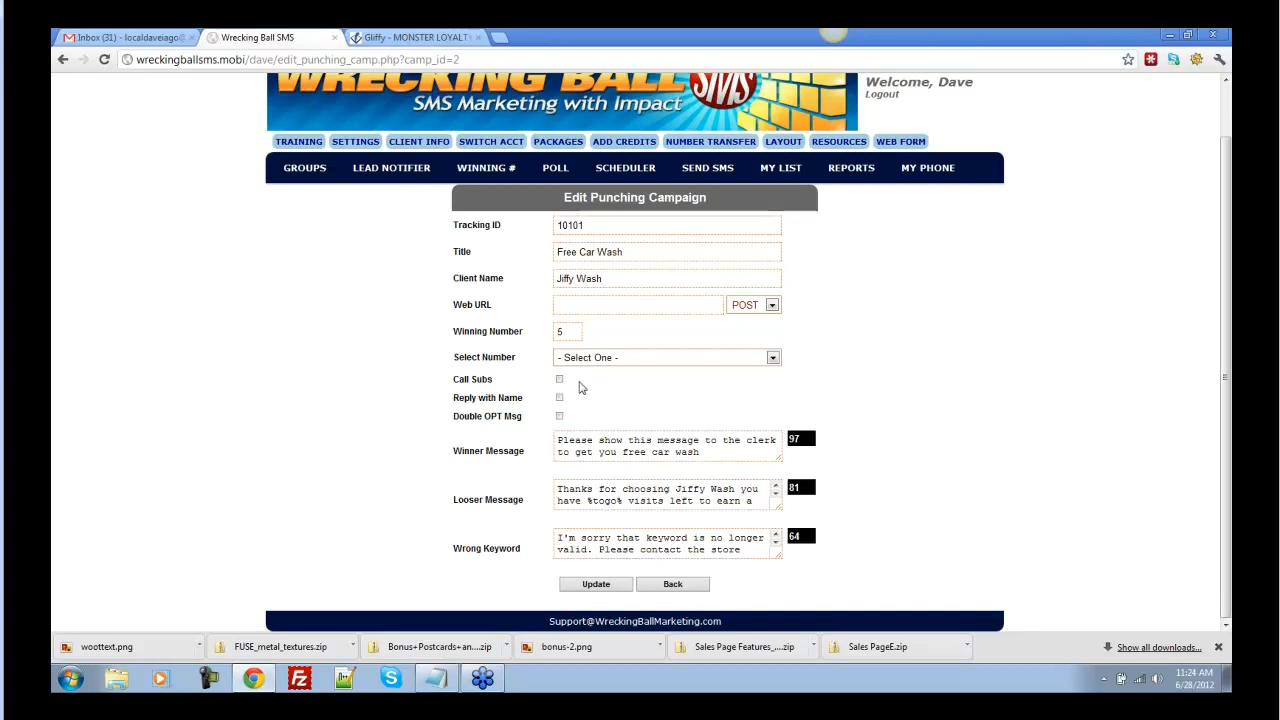 Inbox (31) - localdaveiago@
Wrecking Ball SMS
Gliffy - MONSTER LOYALTY
wreckingballsms.mobi/dave/edit_punching_camp.php?camp_id=2
WRECKING BALL SMS
SMS Marketing with Impact
Welcome, Dave
Logout
TRAINING SETTINGS CLIENT INFO SWITCH ACCT PACKAGES ADD CREDITS NUMBER TRANSFER LAYOUT RESOURCES WEB FORM
GROUPS LEAD NOTIFIER WINNING # POLL SCHEDULER SEND SMS MY LIST REPORTS MY PHONE
Edit Punching Campaign
Tracking ID 10101
Title Free Car Wash
Client Name Jiffy Wash
Web URL POST
Winning Number 5
Select Number - Select One -
Call Subs
Reply with Name
Double OPT Msg
Winner Message
Please show this message to the clerk
to get you free car wash
97
Looser Message
Thanks for choosing Jiffy Wash you
have %togo% visits left to earn a
81
Wrong Keyword
I'm sorry that keyword is no longer
valid. Please contact the store
64
Update Back
Support@WreckingBallMarketing.com
woottext.png FUSE_metal_textures.zip Bonus+Postcards+an....zip bonus-2.png Sales Page Features_....zip Sales PageE.zip Show all downloads...
11:24 AM
6/28/2012